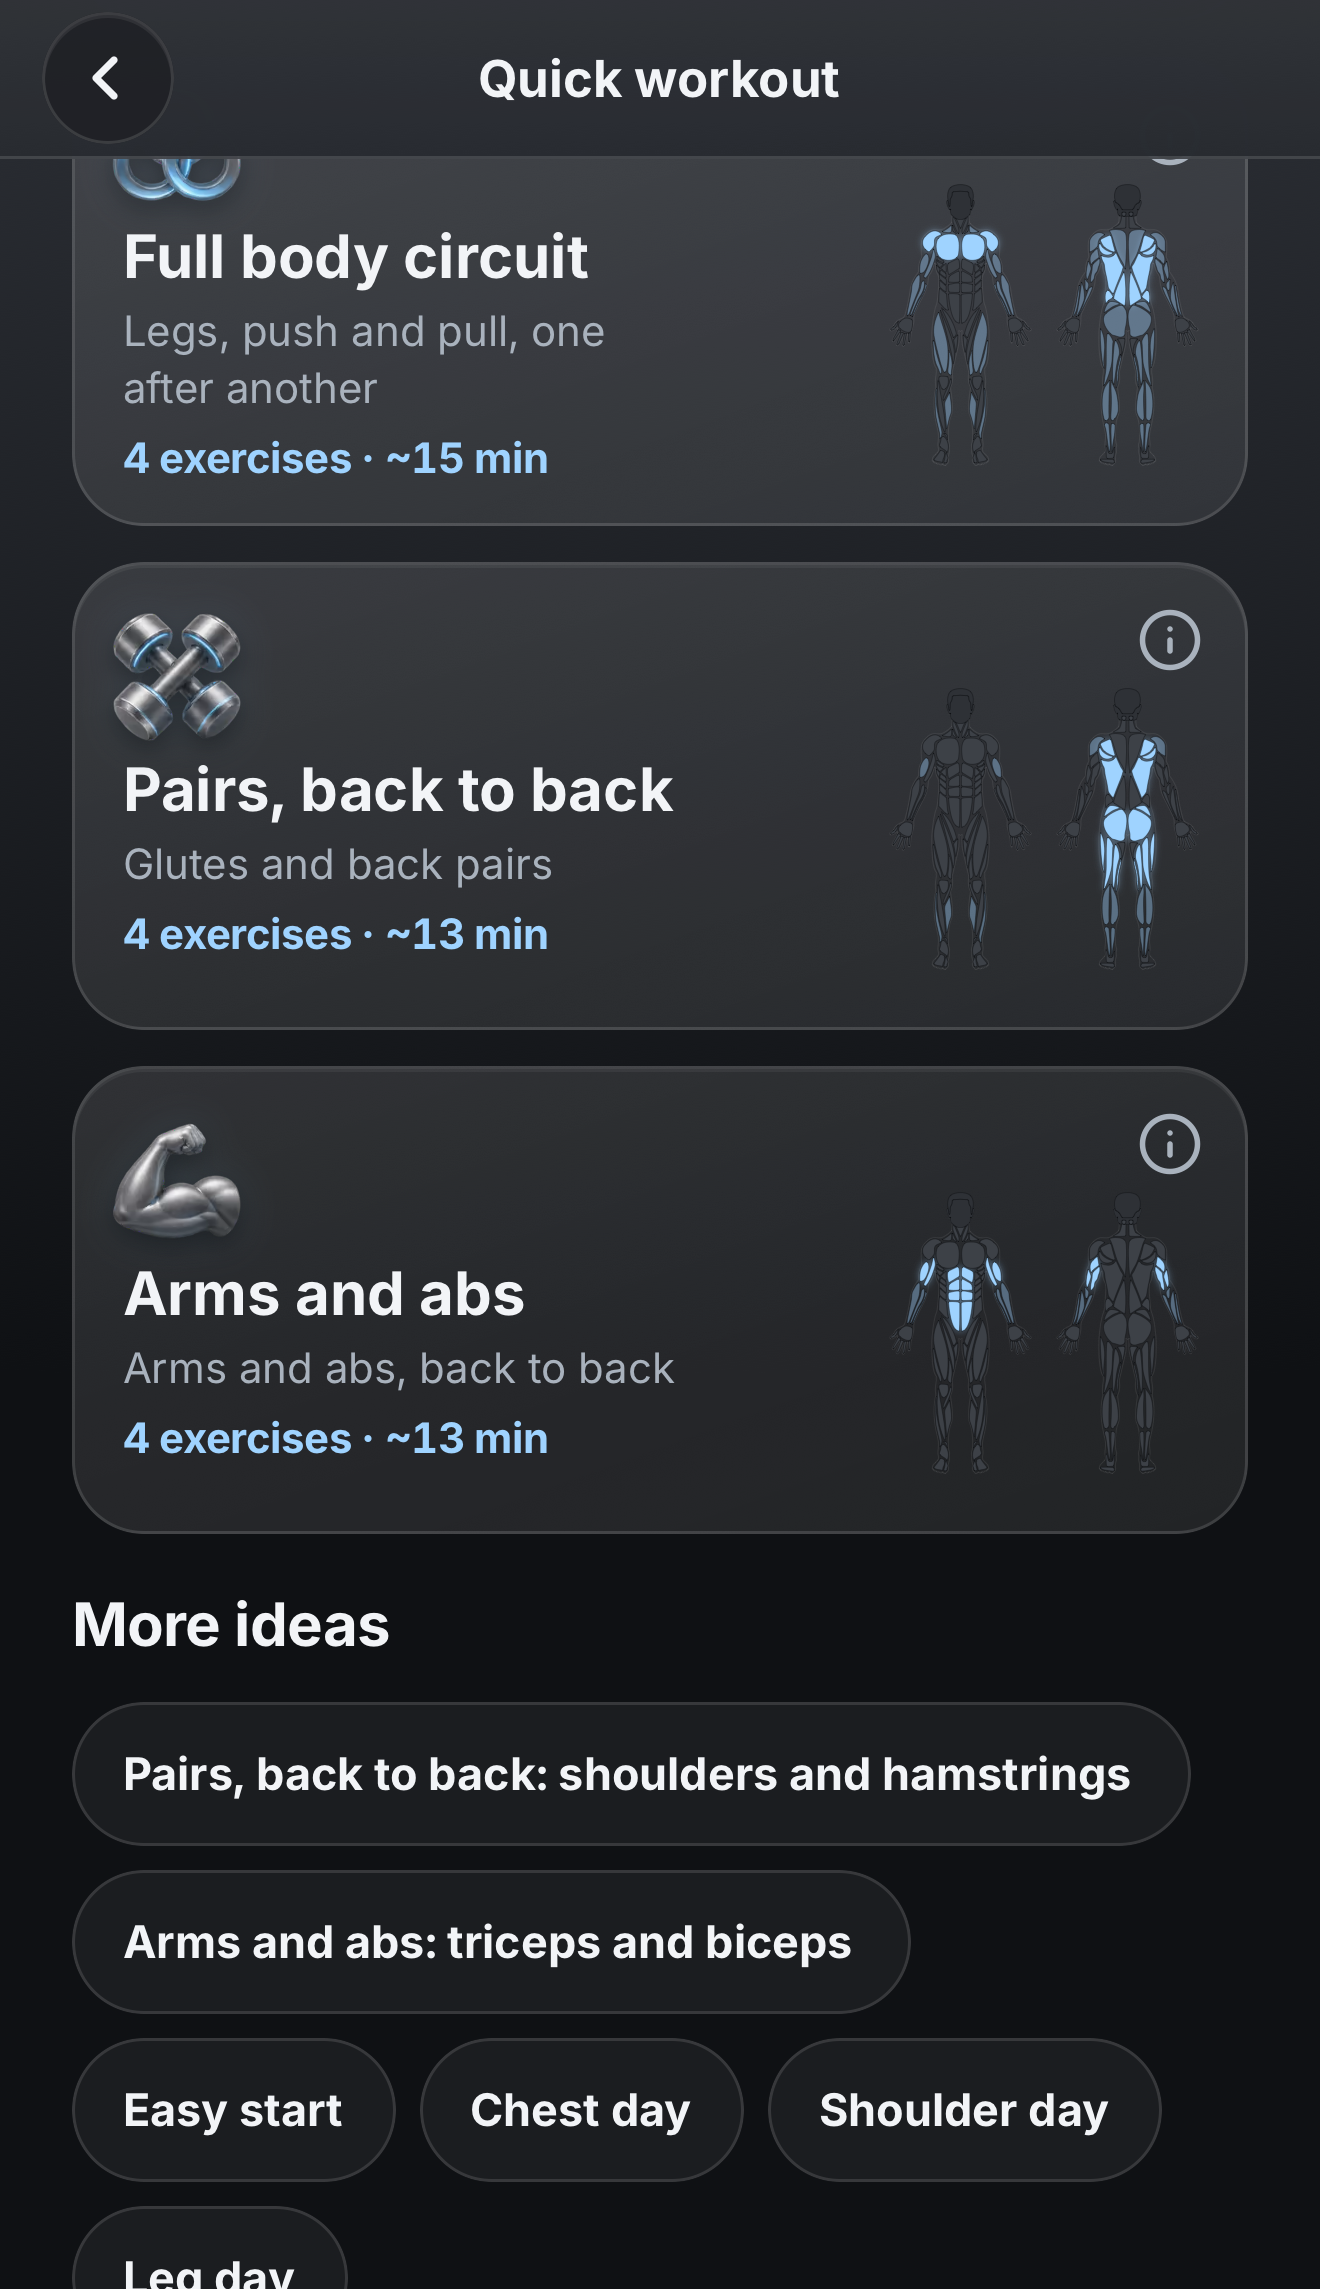 Quick workout
Full body circuit
Legs, push and pull, one
after another
4 exercises · ~15 min
Pairs, back to back
Glutes and back pairs
4 exercises · ~13 min
Arms and abs
Arms and abs, back to back
4 exercises · ~13 min
More ideas
Pairs, back to back: shoulders and hamstrings
Arms and abs: triceps and biceps
Easy start
Chest day
Shoulder day
Leg day